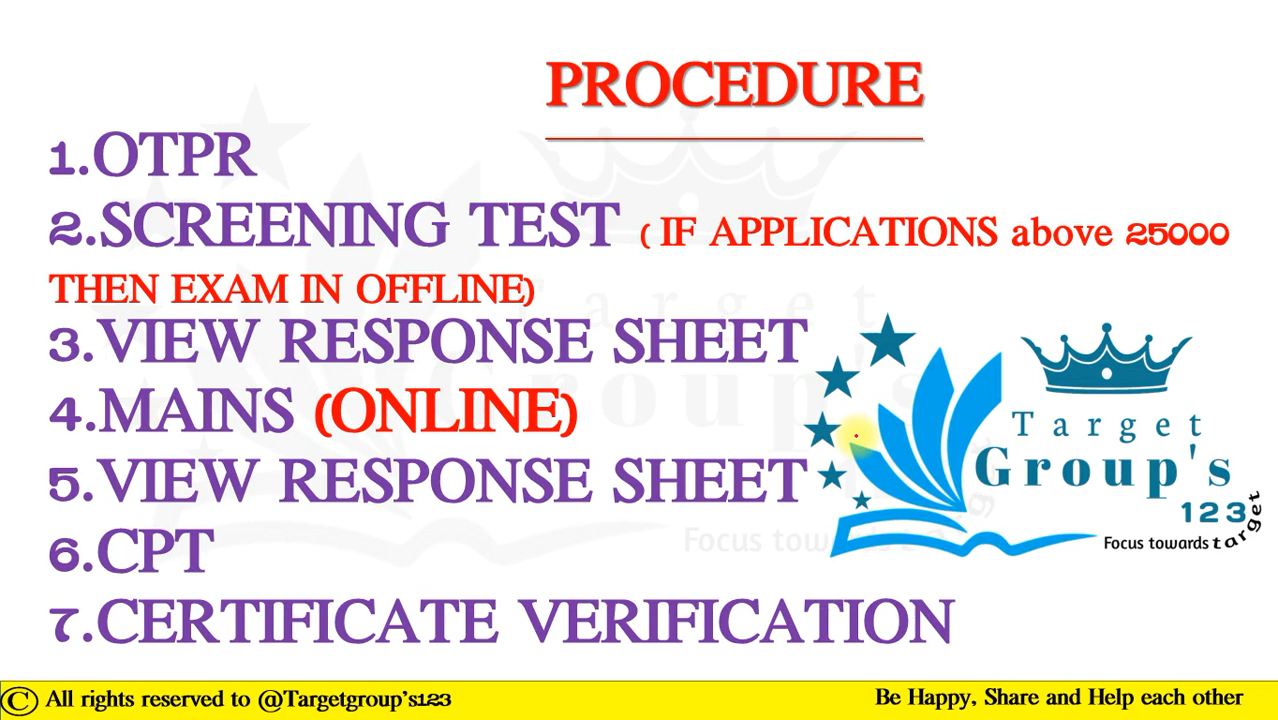 PROCEDURE
1.OTPR
2.SCREENING TEST ( IF APPLICATIONS above 25000
THEN EXAM IN OFFLINE)
3.VIEW RESPONSE SHEET
4.MAINS (ONLINE)
5.VIEW RESPONSE SHEET
6.CPT
7.CERTIFICATE VERIFICATION
Target
Group's
123
Focus towards target
© All rights reserved to @Targetgroup's123
Be Happy, Share and Help each other